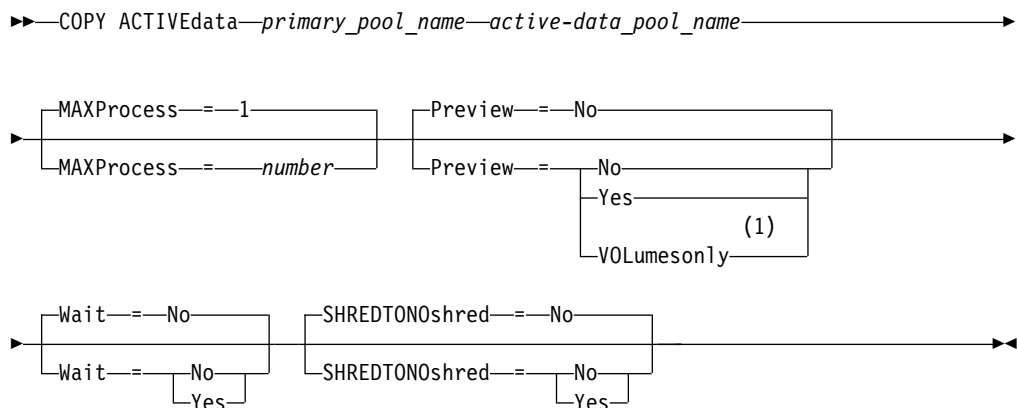 COPY ACTIVEdata primary_pool_name active-data_pool_name
MAXProcess = 1 Preview = No
MAXProcess = number Preview = No
Yes
(1)
VOLumesonly
Wait = No SHREDTONOshred = No
Wait = No SHREDTONOshred = No
Yes Yes